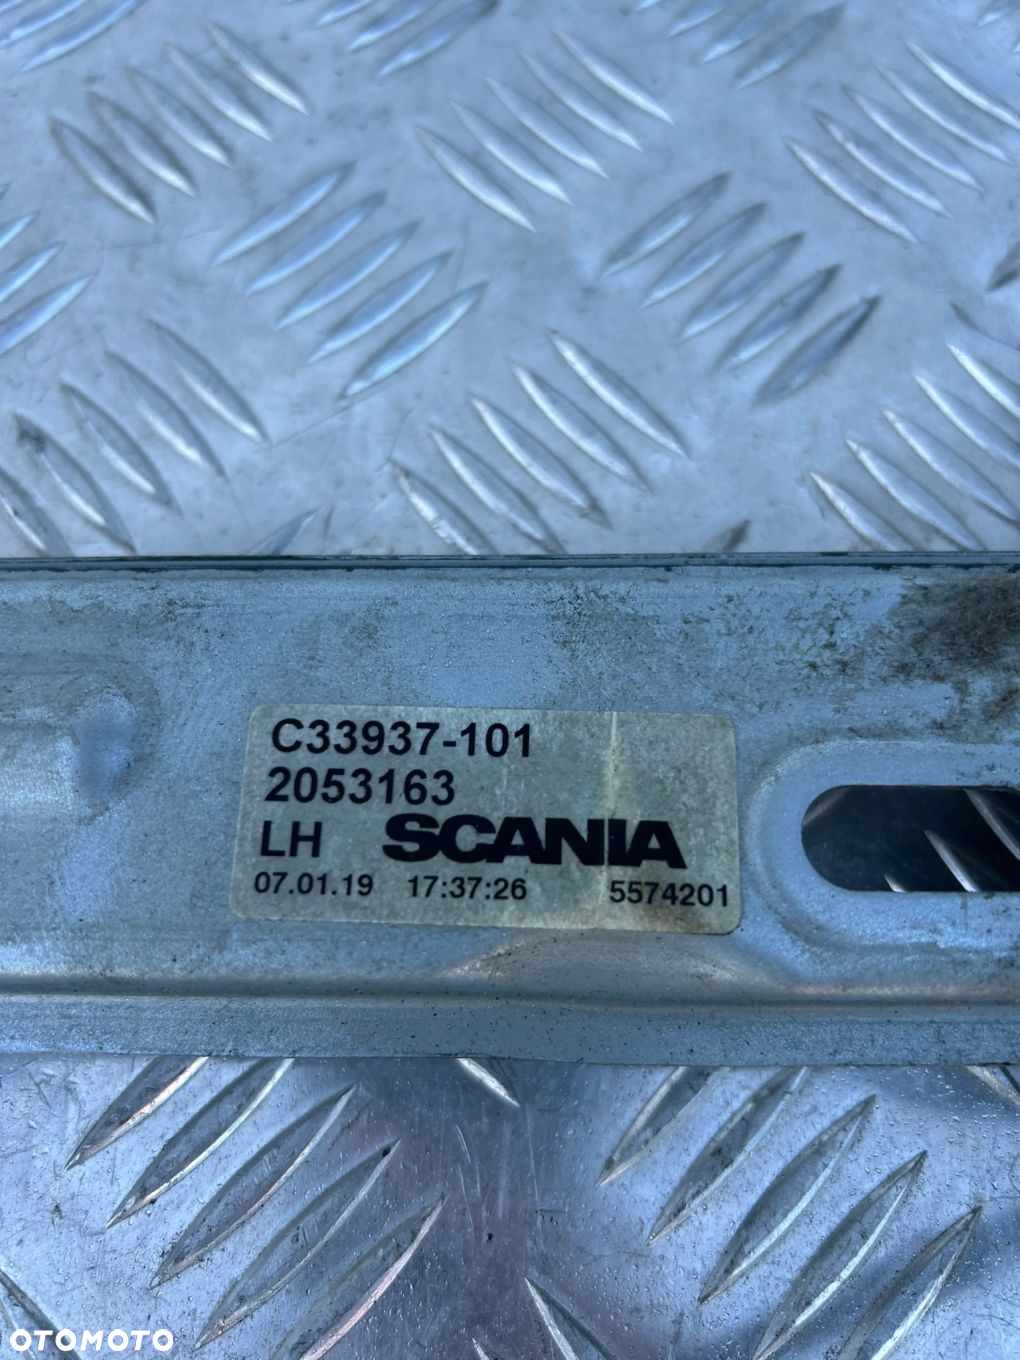 C33937-101
2053163
LH SCANIA
07.01.19 17:37:26 5574201
OTOMOTO